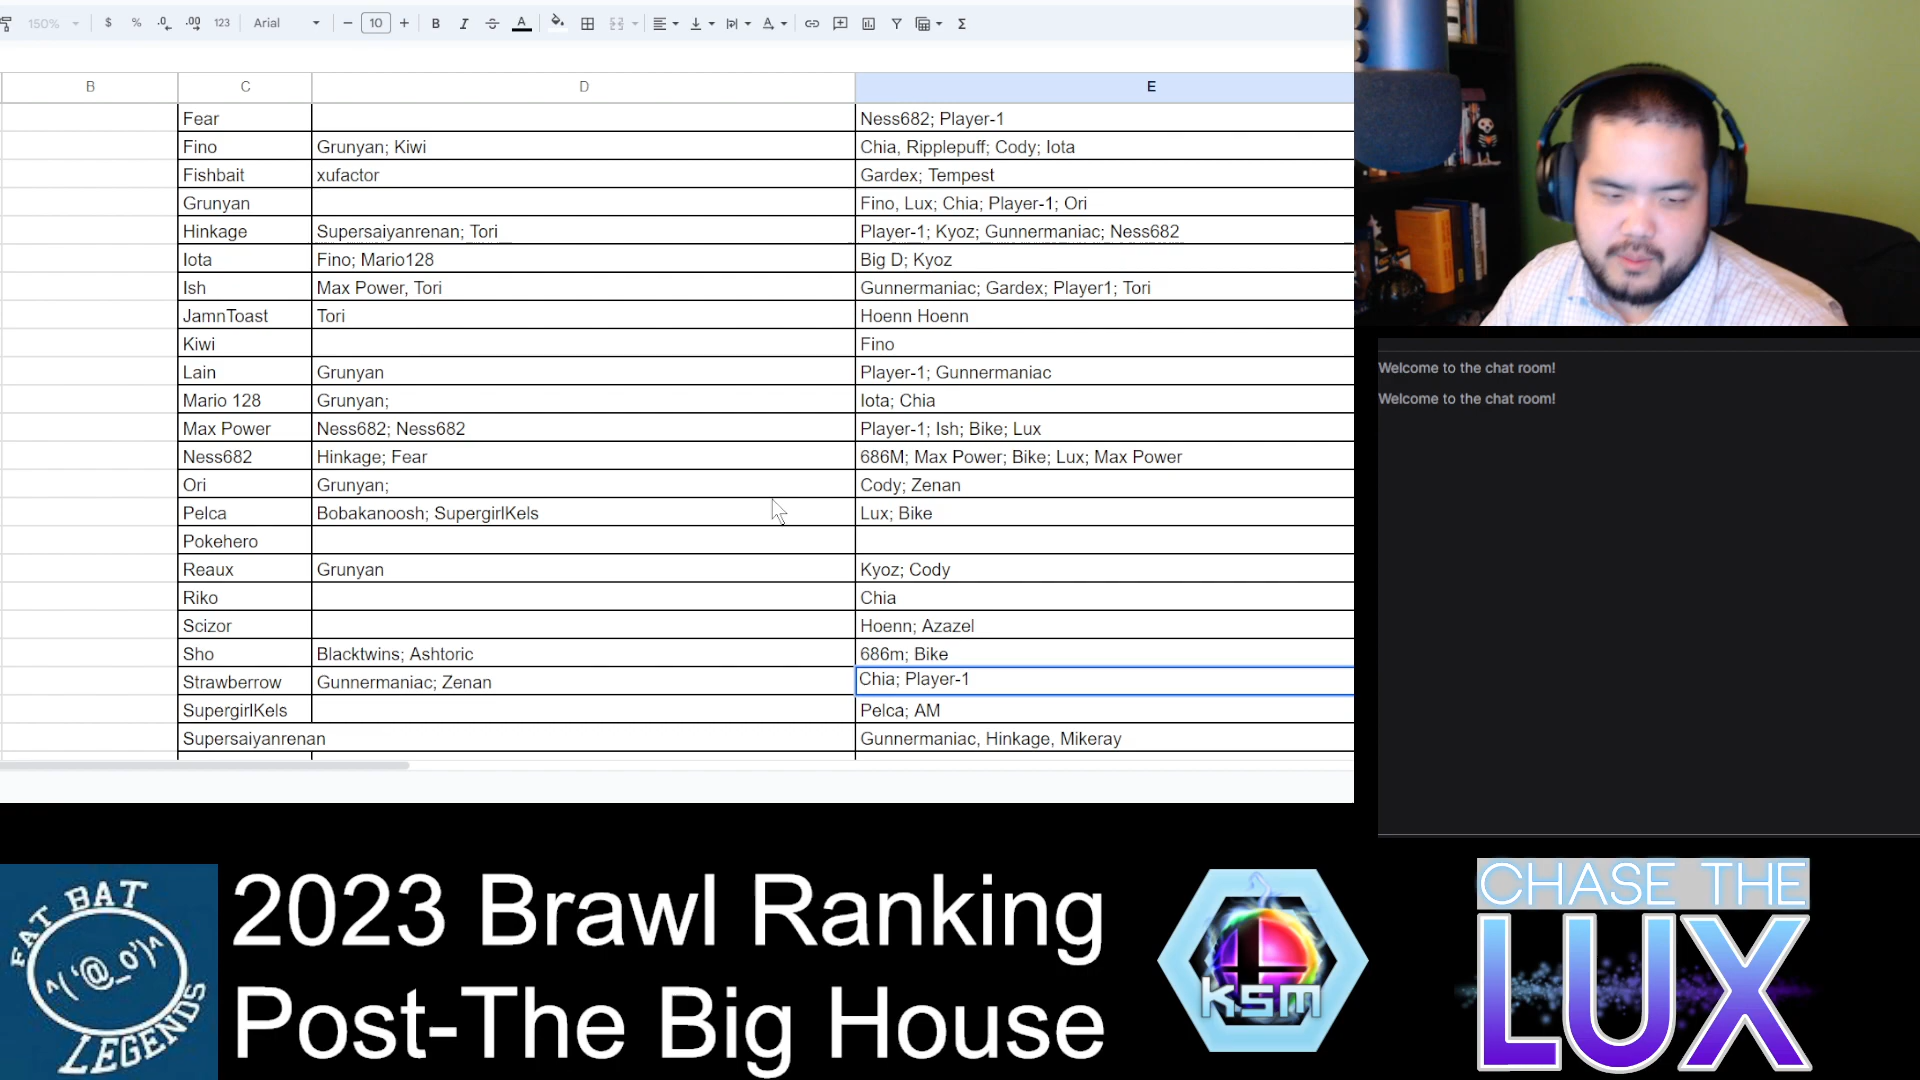 150% $ % .0 .00 123 Arial − 10 + B I A Σ
B C D E
Fear Ness682; Player-1
Fino Grunyan; Kiwi Chia, Ripplepuff; Cody; Iota
Fishbait xufactor Gardex; Tempest
Grunyan Fino, Lux; Chia; Player-1; Ori
Hinkage Supersaiyanrenan; Tori Player-1; Kyoz; Gunnermaniac; Ness682
Iota Fino; Mario128 Big D; Kyoz
Ish Max Power, Tori Gunnermaniac; Gardex; Player1; Tori
JamnToast Tori Hoenn Hoenn
Kiwi Fino
Lain Grunyan Player-1; Gunnermaniac
Mario 128 Grunyan; Iota; Chia
Max Power Ness682; Ness682 Player-1; Ish; Bike; Lux
Ness682 Hinkage; Fear 686M; Max Power; Bike; Lux; Max Power
Ori Grunyan; Cody; Zenan
Pelca Bobakanoosh; SupergirlKels Lux; Bike
Pokehero
Reaux Grunyan Kyoz; Cody
Riko Chia
Scizor Hoenn; Azazel
Sho Blacktwins; Ashtoric 686m; Bike
Strawberrow Gunnermaniac; Zenan Chia; Player-1
SupergirlKels Pelca; AM
Supersaiyanrenan Gunnermaniac, Hinkage, Mikeray
Welcome to the chat room!
Welcome to the chat room!
FAT BAT
^('@_o')^
LEGENDS
2023 Brawl Ranking
Post-The Big House
KSM
CHASE THE
LUX